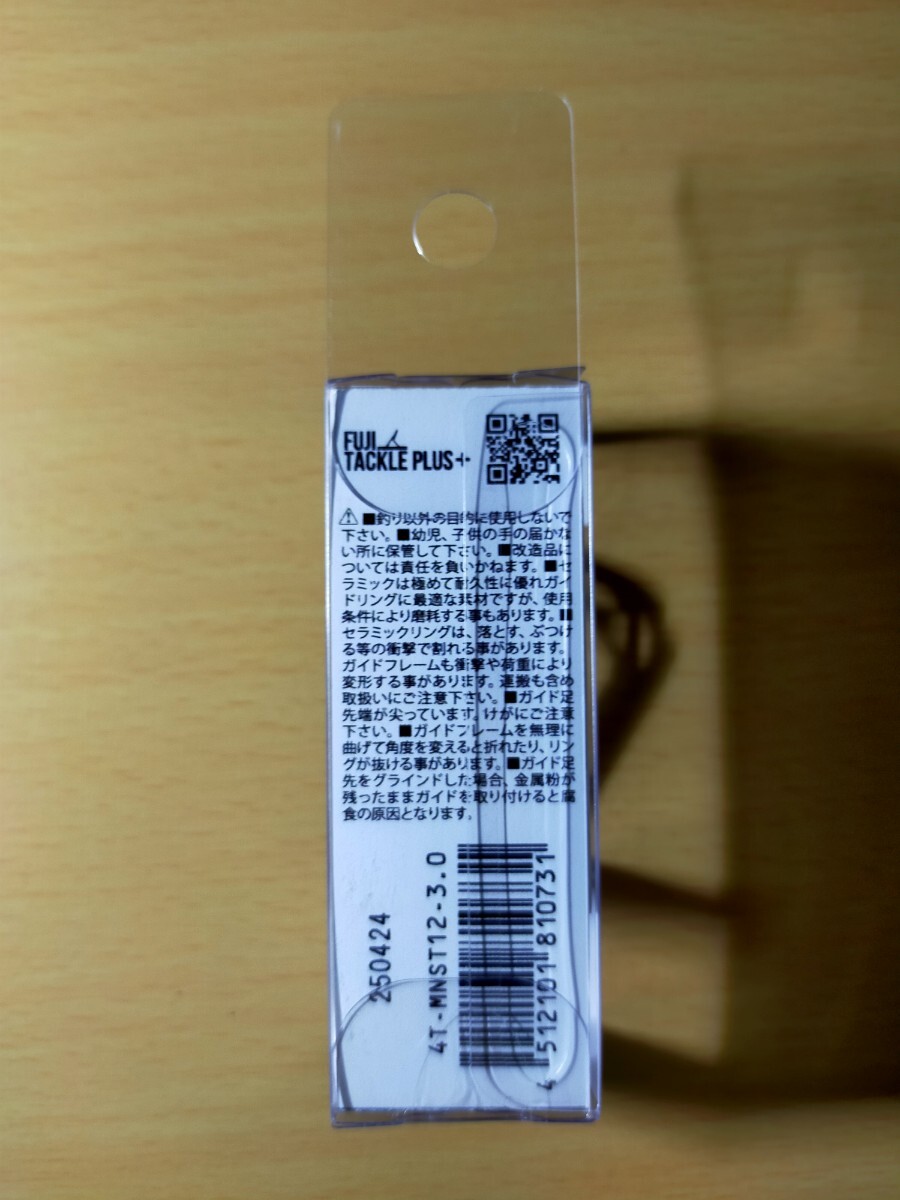 FUJI
TACKLE PLUS+
⚠ ■釣り以外の目的に使用しないで
下さい。■幼児、子供の手の届かな
い所に保管して下さい。■改造品に
ついては責任を負いかねます。■セ
ラミックは極めて耐久性に優れガイ
ドリングに最適な素材ですが、使用
条件により磨耗する事もあります。■
セラミックリングは、落とす、ぶつけ
る等の衝撃で割れる事があります。
ガイドフレームも衝撃や荷重により
変形する事があります。運搬も含め
取扱いにご注意下さい。■ガイド足
先端が尖っています。けがにご注意
下さい。■ガイドフレームを無理に
曲げて角度を変えると折れたり、リン
グが抜ける事があります。■ガイド足
先をグラインドした場合、金属粉が
残ったままガイドを取り付けると腐
食の原因となります。
250424
4T-MNST12-3.0
4 512101 810731